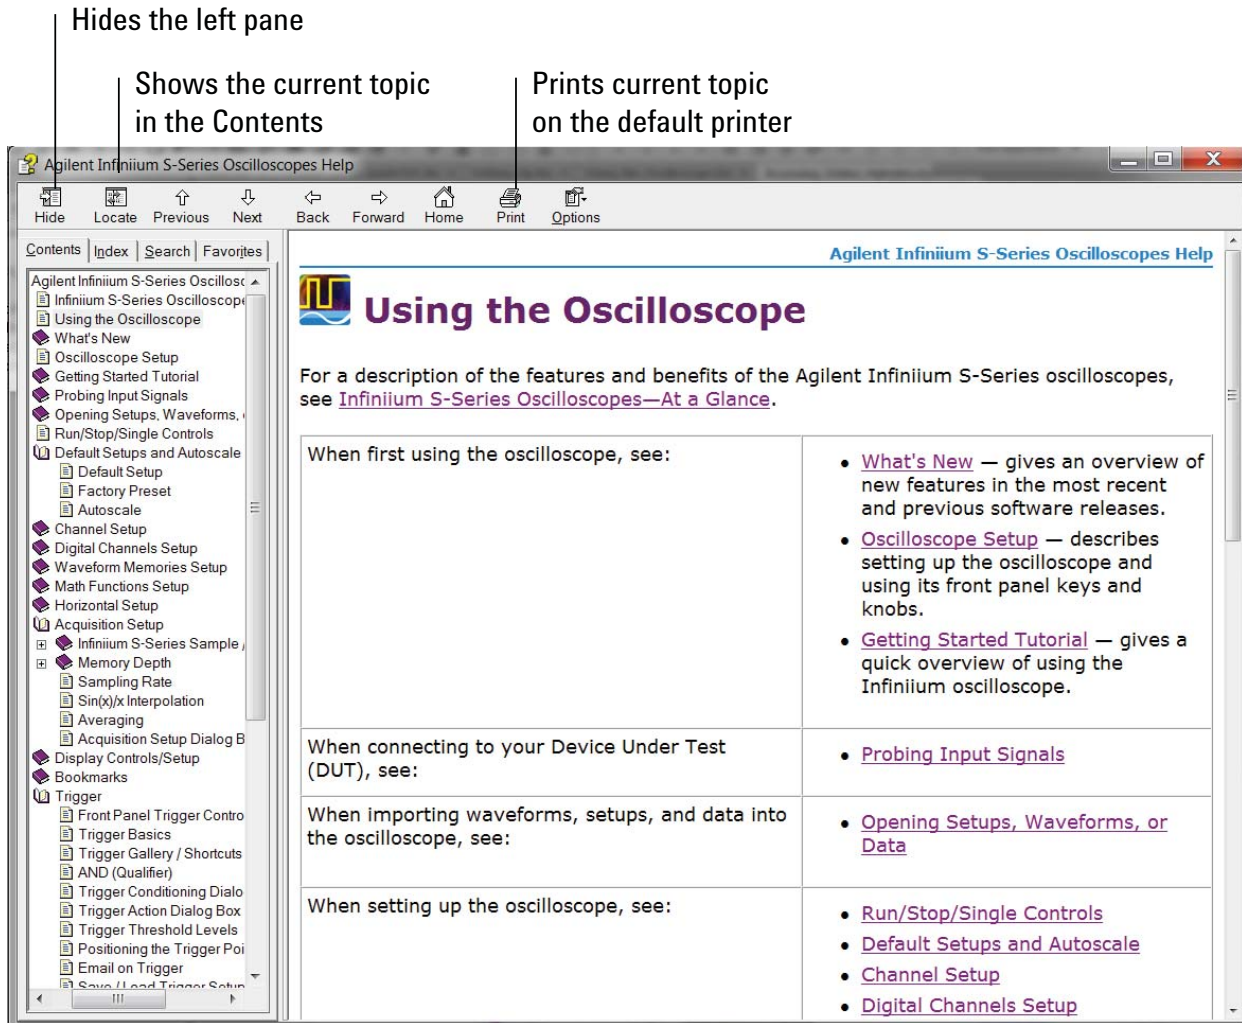 Hides the left pane
Shows the current topic
in the Contents
Prints current topic
on the default printer
Agilent Infiniium S-Series Oscilloscopes Help
Hide Locate Previous Next Back Forward Home Print Options
Contents Index Search Favorites
Agilent Infiniium S-Series Oscillosc
Infiniium S-Series Oscilloscope
Using the Oscilloscope
What's New
Oscilloscope Setup
Getting Started Tutorial
Probing Input Signals
Opening Setups, Waveforms,
Run/Stop/Single Controls
Default Setups and Autoscale
Default Setup
Factory Preset
Autoscale
Channel Setup
Digital Channels Setup
Waveform Memories Setup
Math Functions Setup
Horizontal Setup
Acquisition Setup
Infiniium S-Series Sample /
Memory Depth
Sampling Rate
Sin(x)/x Interpolation
Averaging
Acquisition Setup Dialog B
Display Controls/Setup
Bookmarks
Trigger
Front Panel Trigger Contro
Trigger Basics
Trigger Gallery / Shortcuts
AND (Qualifier)
Trigger Conditioning Dialo
Trigger Action Dialog Box
Trigger Threshold Levels
Positioning the Trigger Poi
Email on Trigger
Save / Load Trigger Setup
Agilent Infiniium S-Series Oscilloscopes Help
Using the Oscilloscope
For a description of the features and benefits of the Agilent Infiniium S-Series oscilloscopes,
see Infiniium S-Series Oscilloscopes—At a Glance.
When first using the oscilloscope, see:
• What's New — gives an overview of
new features in the most recent
and previous software releases.
• Oscilloscope Setup — describes
setting up the oscilloscope and
using its front panel keys and
knobs.
• Getting Started Tutorial — gives a
quick overview of using the
Infiniium oscilloscope.
When connecting to your Device Under Test
(DUT), see:
• Probing Input Signals
When importing waveforms, setups, and data into
the oscilloscope, see:
• Opening Setups, Waveforms, or
Data
When setting up the oscilloscope, see:
• Run/Stop/Single Controls
• Default Setups and Autoscale
• Channel Setup
• Digital Channels Setup